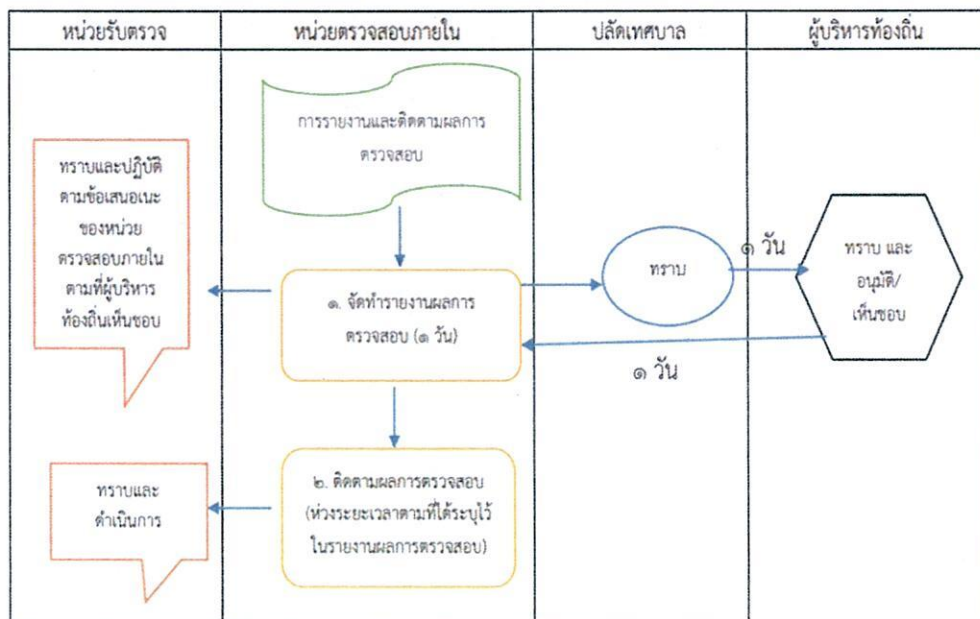 หน่วยรับตรวจ
หน่วยตรวจสอบภายใน
ปลัดเทศบาล
ผู้บริหารท้องถิ่น
การรายงานและติดตามผลการ
ตรวจสอบ
ทราบและปฏิบัติ
ตามข้อเสนอเนะ
ของหน่วย
ตรวจสอบภายใน
ตามที่ผู้บริหาร
ท้องถิ่นเห็นชอบ
๑. จัดทำรายงานผลการ
ตรวจสอบ (๑ วัน)
ทราบ
๑ วัน
ทราบ และ
อนุมัติ/
เห็นชอบ
๑ วัน
ทราบและ
ดำเนินการ
๒. ติดตามผลการตรวจสอบ
(ห่วงระยะเวลาตามที่ได้ระบุไว้
ในรายงานผลการตรวจสอบ)